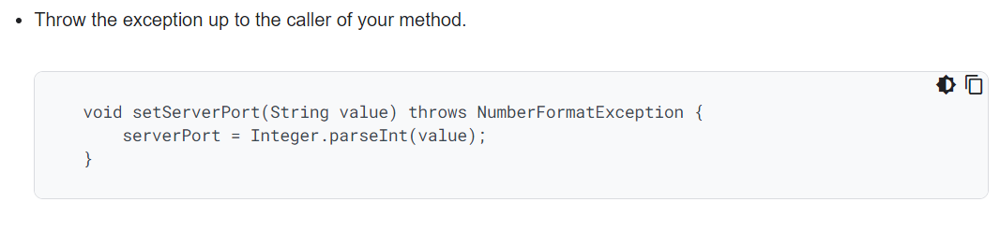 • Throw the exception up to the caller of your method.
void setServerPort(String value) throws NumberFormatException {
    serverPort = Integer.parseInt(value);
}